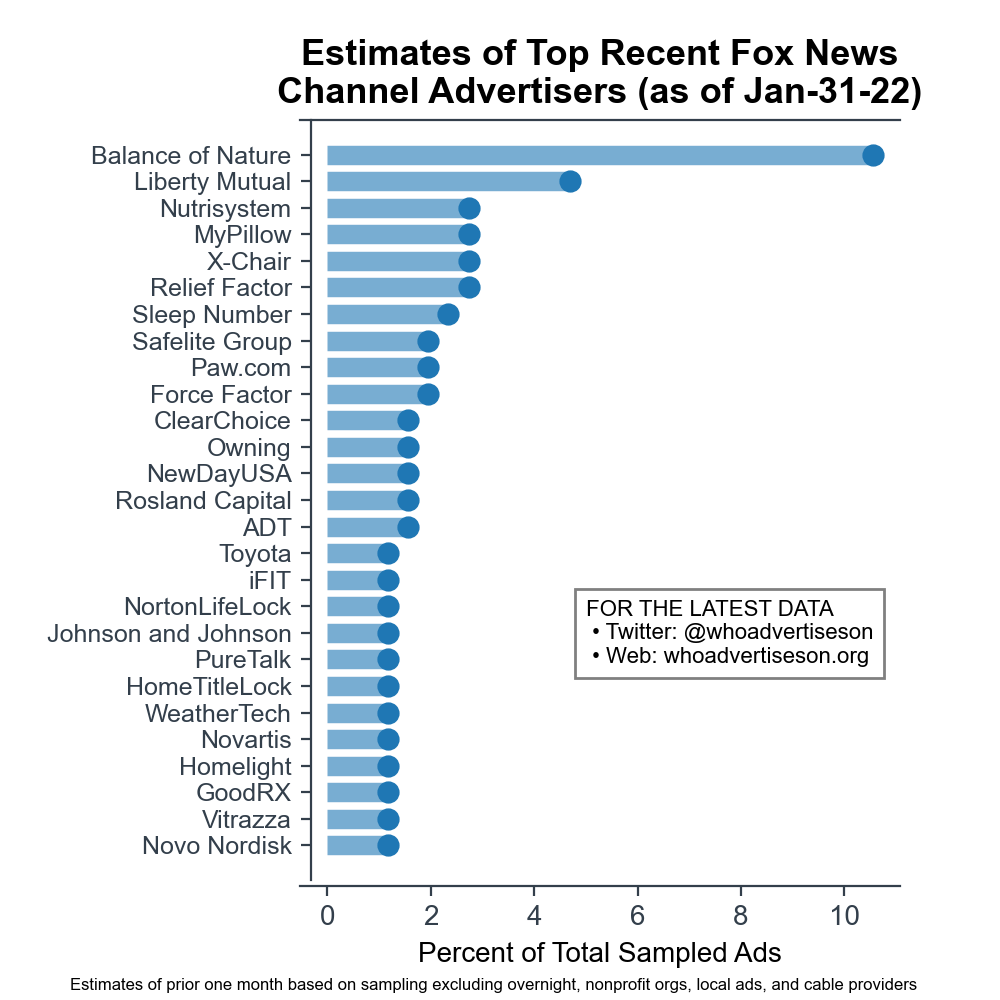 Estimates of Top Recent Fox News
Channel Advertisers (as of Jan-31-22)
Balance of Nature
Liberty Mutual
Nutrisystem
MyPillow
X-Chair
Relief Factor
Sleep Number
Safelite Group
Paw.com
Force Factor
ClearChoice
Owning
NewDayUSA
Rosland Capital
ADT
Toyota
iFIT
NortonLifeLock
Johnson and Johnson
PureTalk
HomeTitleLock
WeatherTech
Novartis
Homelight
GoodRX
Vitrazza
Novo Nordisk
FOR THE LATEST DATA
• Twitter: @whoadvertiseson
• Web: whoadvertiseson.org
0 2 4 6 8 10
Percent of Total Sampled Ads
Estimates of prior one month based on sampling excluding overnight, nonprofit orgs, local ads, and cable providers